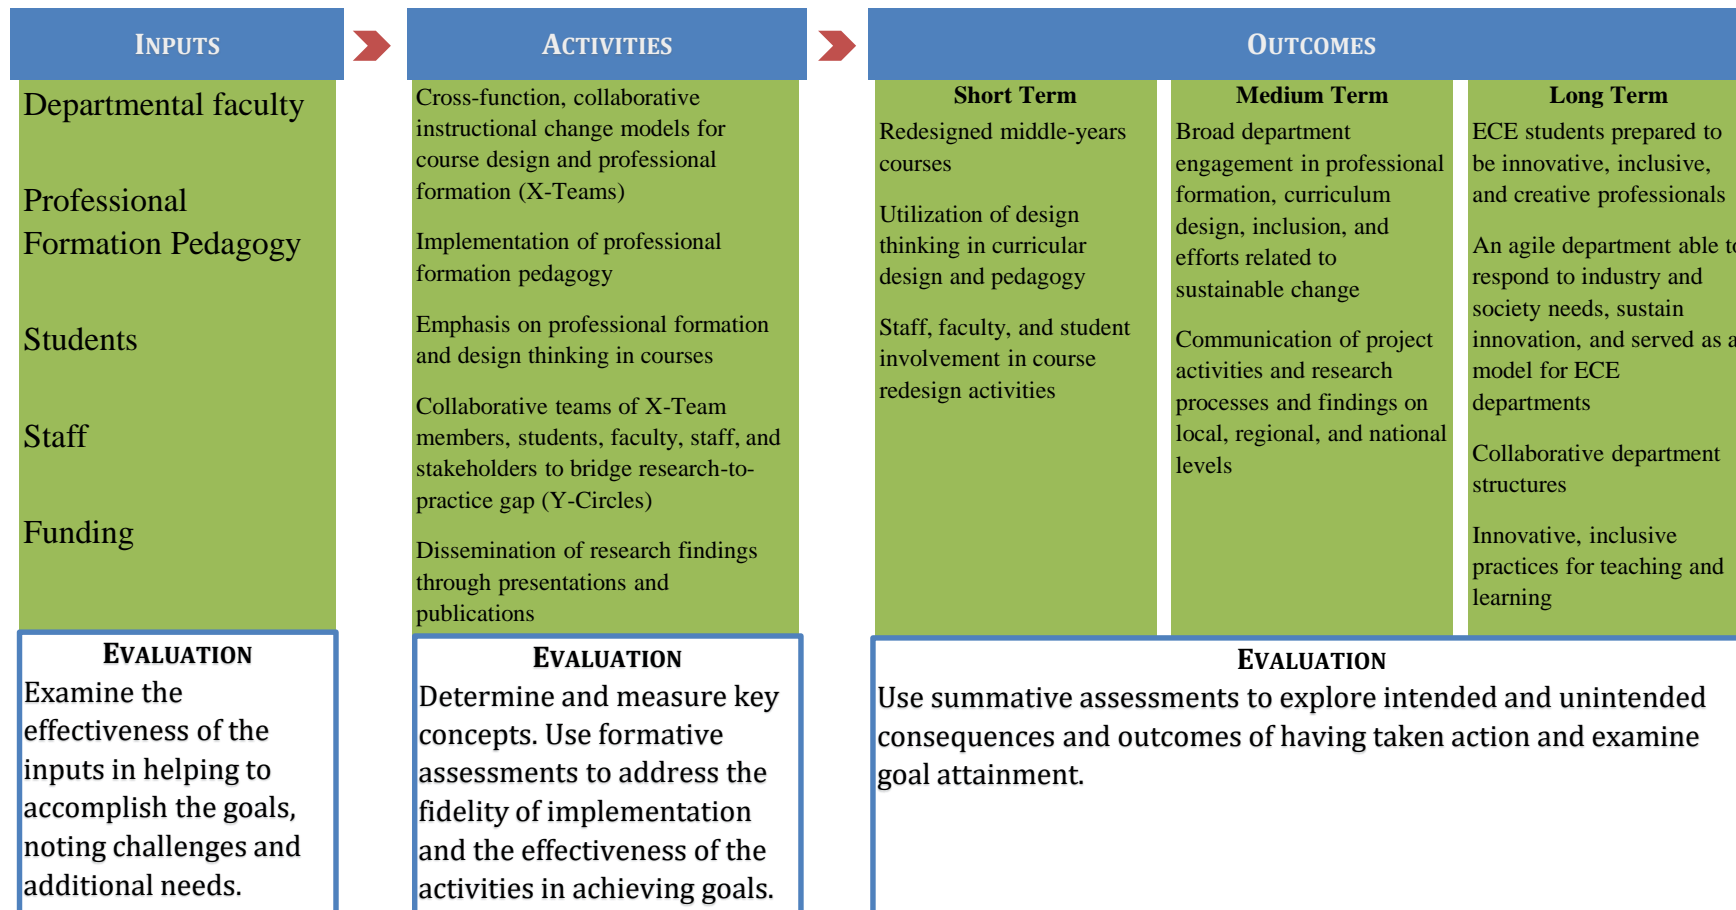 INPUTS
Departmental faculty
Professional
Formation Pedagogy
Students
Staff
Funding
EVALUATION
Examine the
effectiveness of the
inputs in helping to
accomplish the goals,
noting challenges and
additional needs.
ACTIVITIES
Cross-function, collaborative
instructional change models for
course design and professional
formation (X-Teams)
Implementation of professional
formation pedagogy
Emphasis on professional formation
and design thinking in courses
Collaborative teams of X-Team
members, students, faculty, staff, and
stakeholders to bridge research-to-
practice gap (Y-Circles)
Dissemination of research findings
through presentations and
publications
EVALUATION
Determine and measure key
concepts. Use formative
assessments to address the
fidelity of implementation
and the effectiveness of the
activities in achieving goals.
OUTCOMES
Short Term
Redesigned middle-years
courses
Utilization of design
thinking in curricular
design and pedagogy
Staff, faculty, and student
involvement in course
redesign activities
Medium Term
Broad department
engagement in professional
formation, curriculum
design, inclusion, and
efforts related to
sustainable change
Communication of project
activities and research
processes and findings on
local, regional, and national
levels
Long Term
ECE students prepared to
be innovative, inclusive,
and creative professionals
An agile department able to
respond to industry and
society needs, sustain
innovation, and served as a
model for ECE
departments
Collaborative department
structures
Innovative, inclusive
practices for teaching and
learning
EVALUATION
Use summative assessments to explore intended and unintended
consequences and outcomes of having taken action and examine
goal attainment.